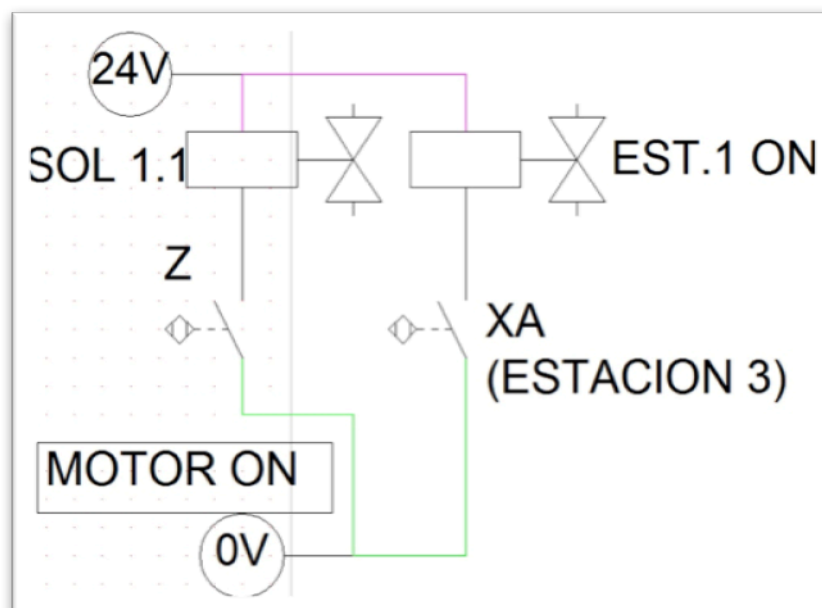 24V
SOL 1.1
EST.1 ON
Z
XA
(ESTACION 3)
MOTOR ON
0V